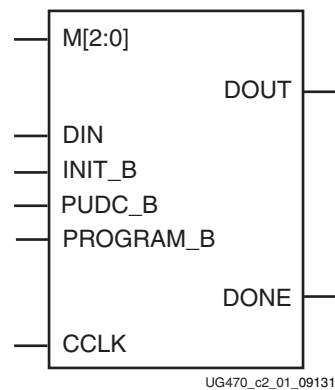 M[2:0]
DOUT
DIN
INIT_B
PUDC_B
PROGRAM_B
DONE
CCLK
UG470_c2_01_09131